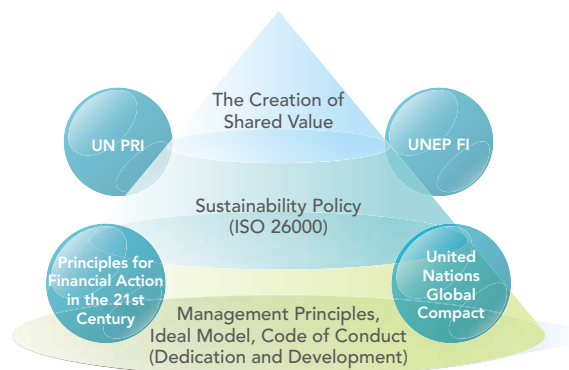 The Creation of
Shared Value
UN PRI
UNEP FI
Sustainability Policy
(ISO 26000)
Principles for
Financial Action
in the 21st
Century
United
Nations
Global
Compact
Management Principles,
Ideal Model, Code of Conduct
(Dedication and Development)